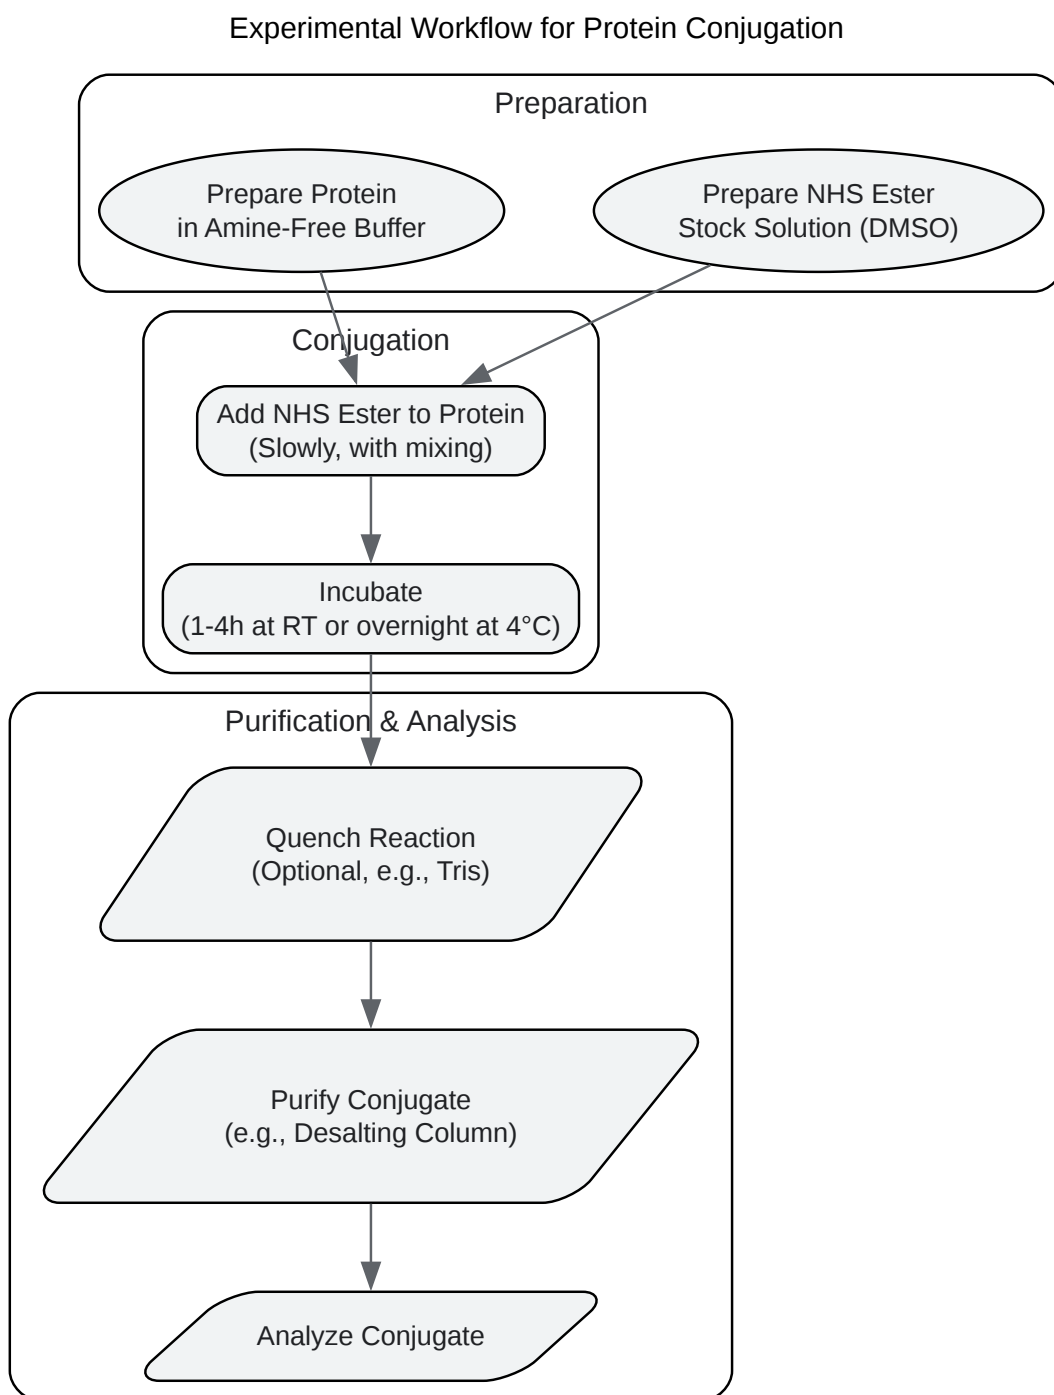 Experimental Workflow for Protein Conjugation
Preparation
Prepare Protein
in Amine-Free Buffer
Prepare NHS Ester
Stock Solution (DMSO)
Conjugation
Add NHS Ester to Protein
(Slowly, with mixing)
Incubate
(1-4h at RT or overnight at 4°C)
Purification & Analysis
Quench Reaction
(Optional, e.g., Tris)
Purify Conjugate
(e.g., Desalting Column)
Analyze Conjugate